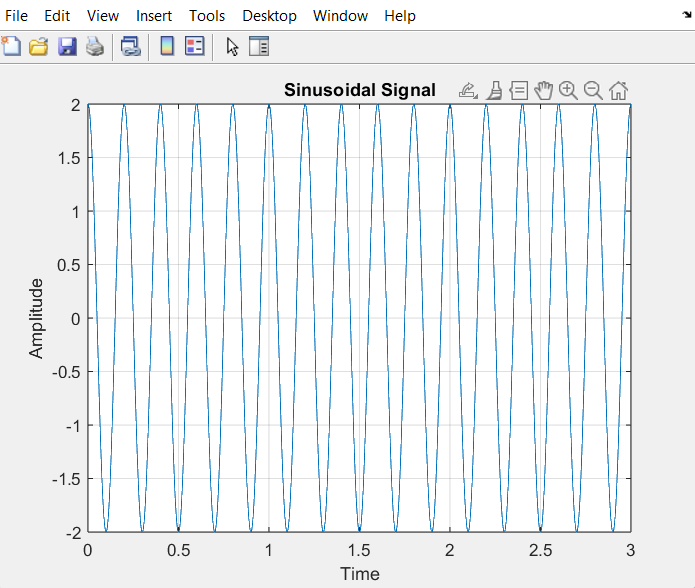 File Edit View Insert Tools Desktop Window Help
Sinusoidal Signal
2
1.5
1
0.5
0
-0.5
-1
-1.5
-2
Amplitude
0 0.5 1 1.5 2 2.5 3
Time